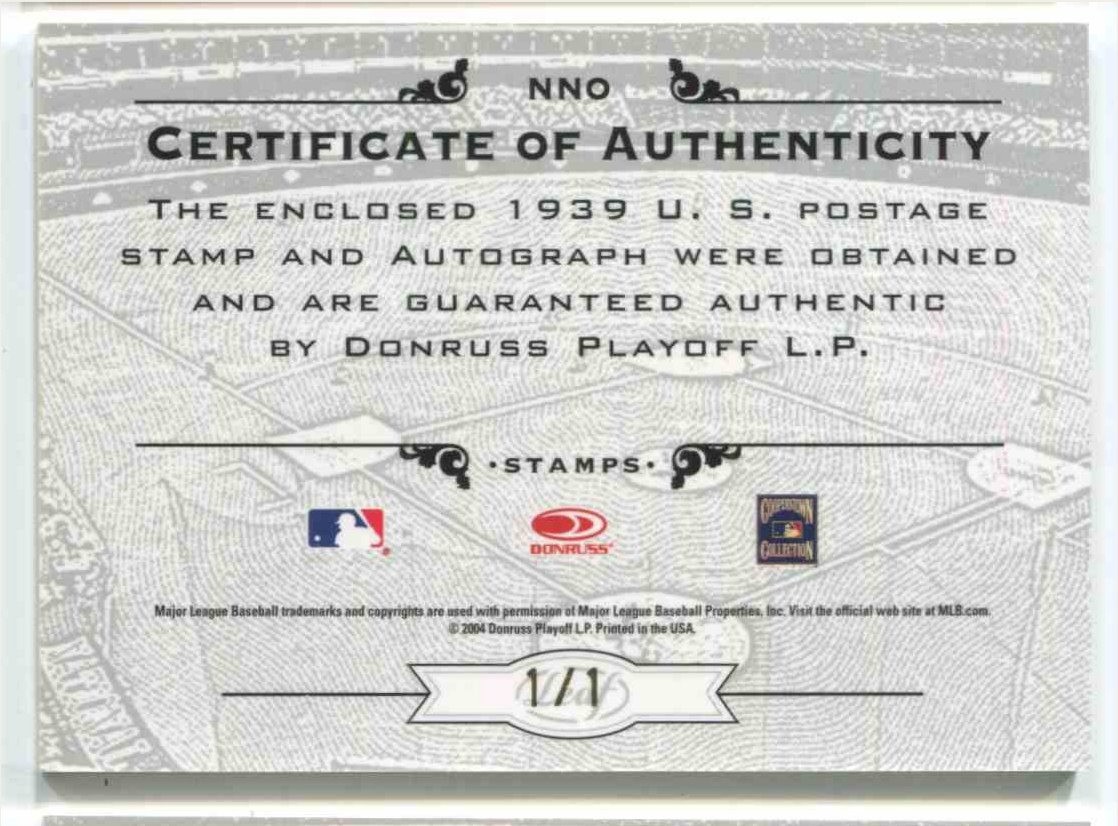 NNO
CERTIFICATE OF AUTHENTICITY
THE ENCLOSED 1939 U. S. POSTAGE
STAMP AND AUTOGRAPH WERE OBTAINED
AND ARE GUARANTEED AUTHENTIC
BY DONRUSS PLAYOFF L.P.
·STAMPS·
DONRUSS
COOPERSTOWN
COLLECTION
Major League Baseball trademarks and copyrights are used with permission of Major League Baseball Properties, Inc. Visit the official web site at MLB.com.
© 2004 Donruss Playoff L.P. Printed in the USA.
Leaf
1/1